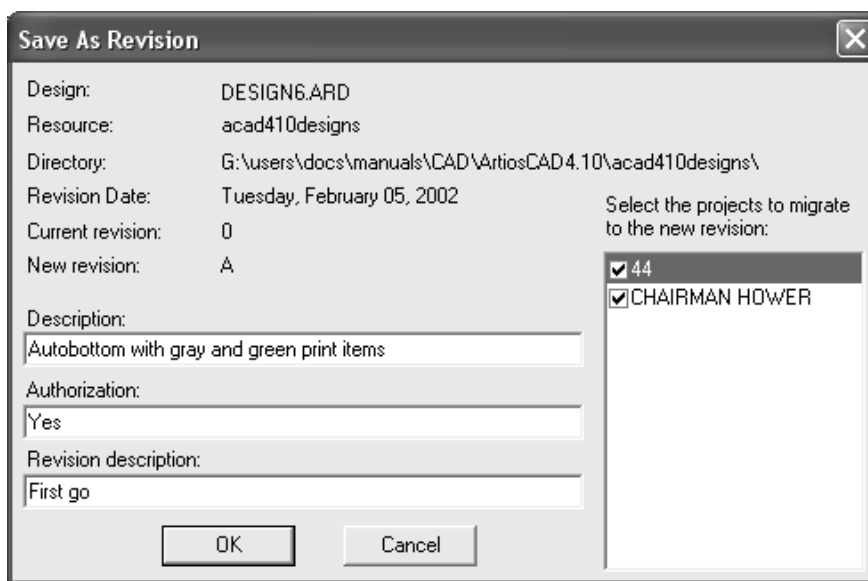 Save As Revision
Design: DESIGN6.ARD
Resource: acad410designs
Directory: G:\users\docs\manuals\CAD\ArtiosCAD4.10\acad410designs\
Revision Date: Tuesday, February 05, 2002
Current revision: 0
New revision: A
Select the projects to migrate
to the new revision:
44
CHAIRMAN HOWER
Description:
Autobottom with gray and green print items
Authorization:
Yes
Revision description:
First go
OK Cancel